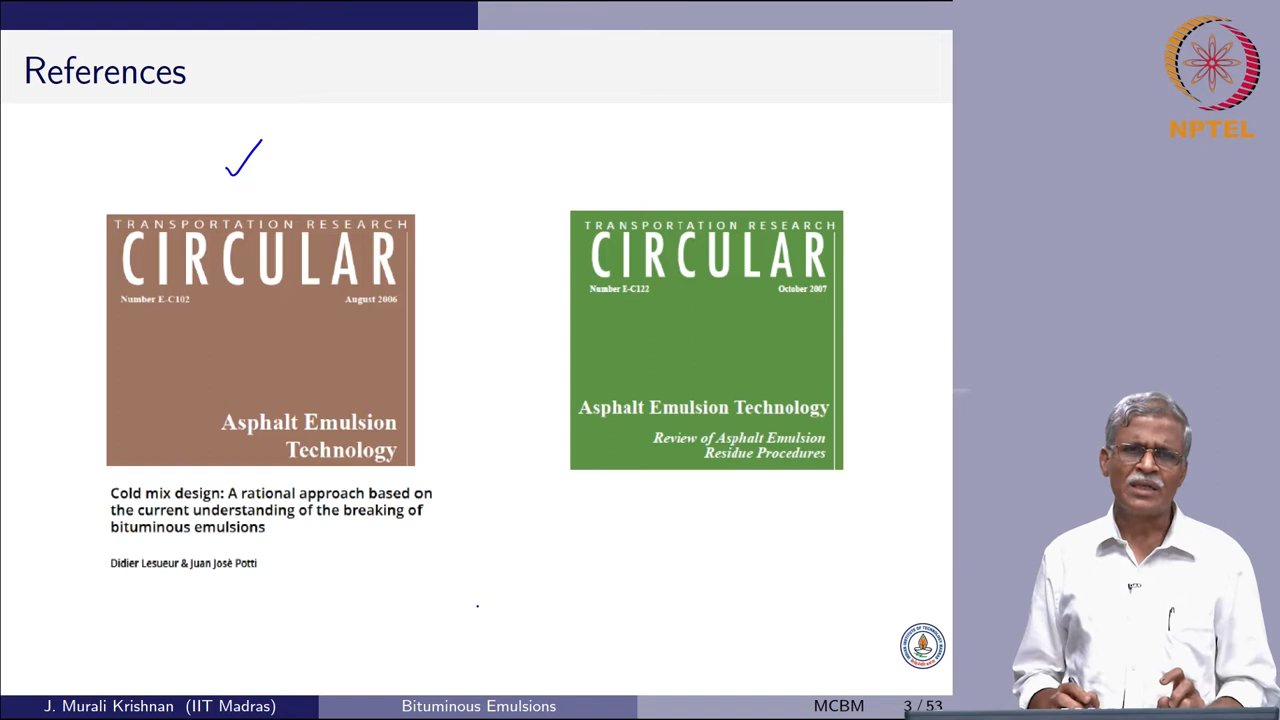 References
NPTEL
TRANSPORTATION RESEARCH
CIRCULAR
Number E-C102 August 2006
Asphalt Emulsion
Technology
TRANSPORTATION RESEARCH
CIRCULAR
Number E-C122 October 2007
Asphalt Emulsion Technology
Review of Asphalt Emulsion
Residue Procedures
Cold mix design: A rational approach based on
the current understanding of the breaking of
bituminous emulsions
Didier Lesueur & Juan Josè Potti
J. Murali Krishnan (IIT Madras) Bituminous Emulsions MCBM 3 / 53